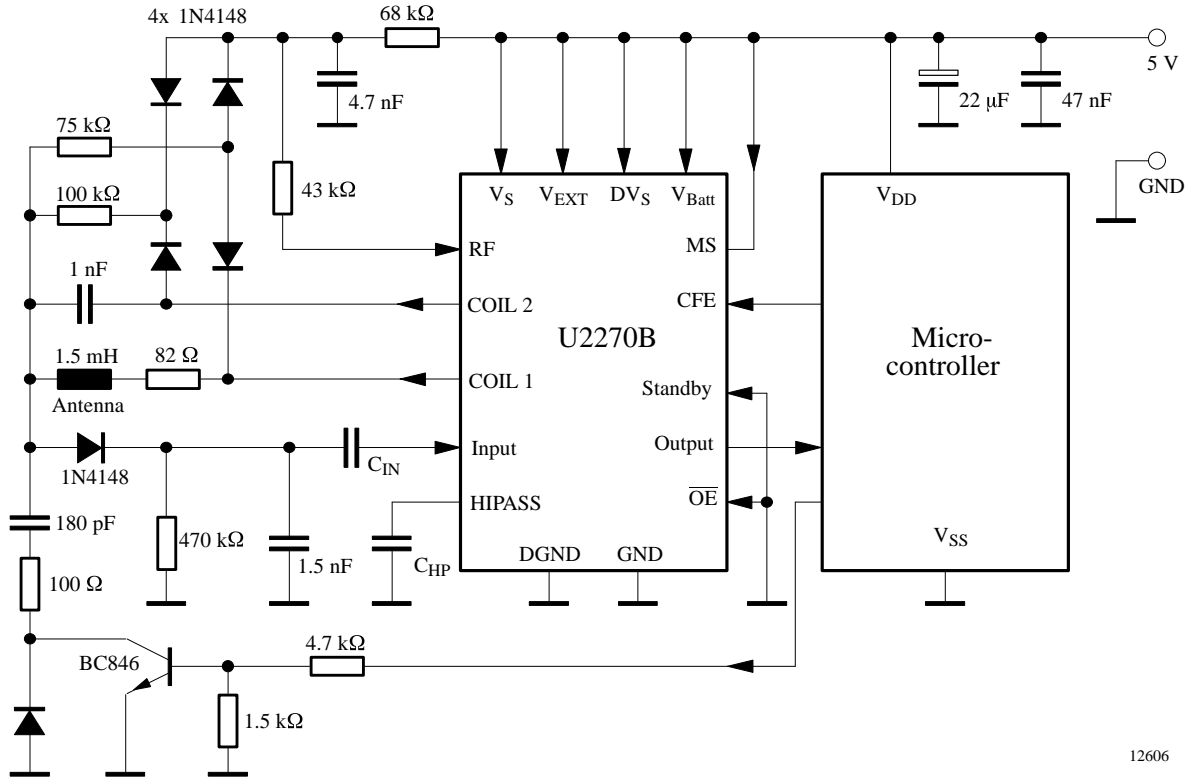 4x 1N4148
68 kΩ
5 V
4.7 nF
22 µF
47 nF
75 kΩ
43 kΩ
GND
100 kΩ
V_S
V_EXT
DV_S
V_Batt
V_DD
RF
MS
1 nF
COIL 2
CFE
U2270B
Micro-
controller
1.5 mH
82 Ω
COIL 1
Antenna
Standby
Input
Output
1N4148
C_IN
HIPASS
OE
180 pF
470 kΩ
1.5 nF
C_HP
DGND
GND
V_SS
100 Ω
4.7 kΩ
BC846
1.5 kΩ
12606